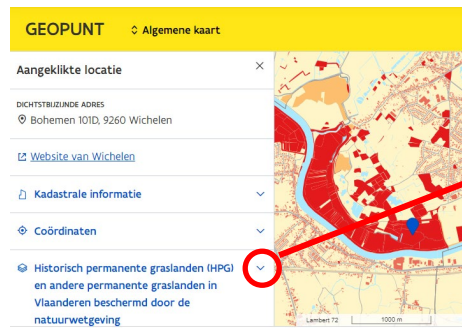 GEOPUNT
Algemene kaart
Aangeklikte locatie
DICHTSTBIJZIJNDE ADRES
Bohemen 101D, 9260 Wichelen
Website van Wichelen
Kadastrale informatie
Coördinaten
Historisch permanente graslanden (HPG)
en andere permanente graslanden in
Vlaanderen beschermd door de
natuurwetgeving
Lambert 72
1000 m